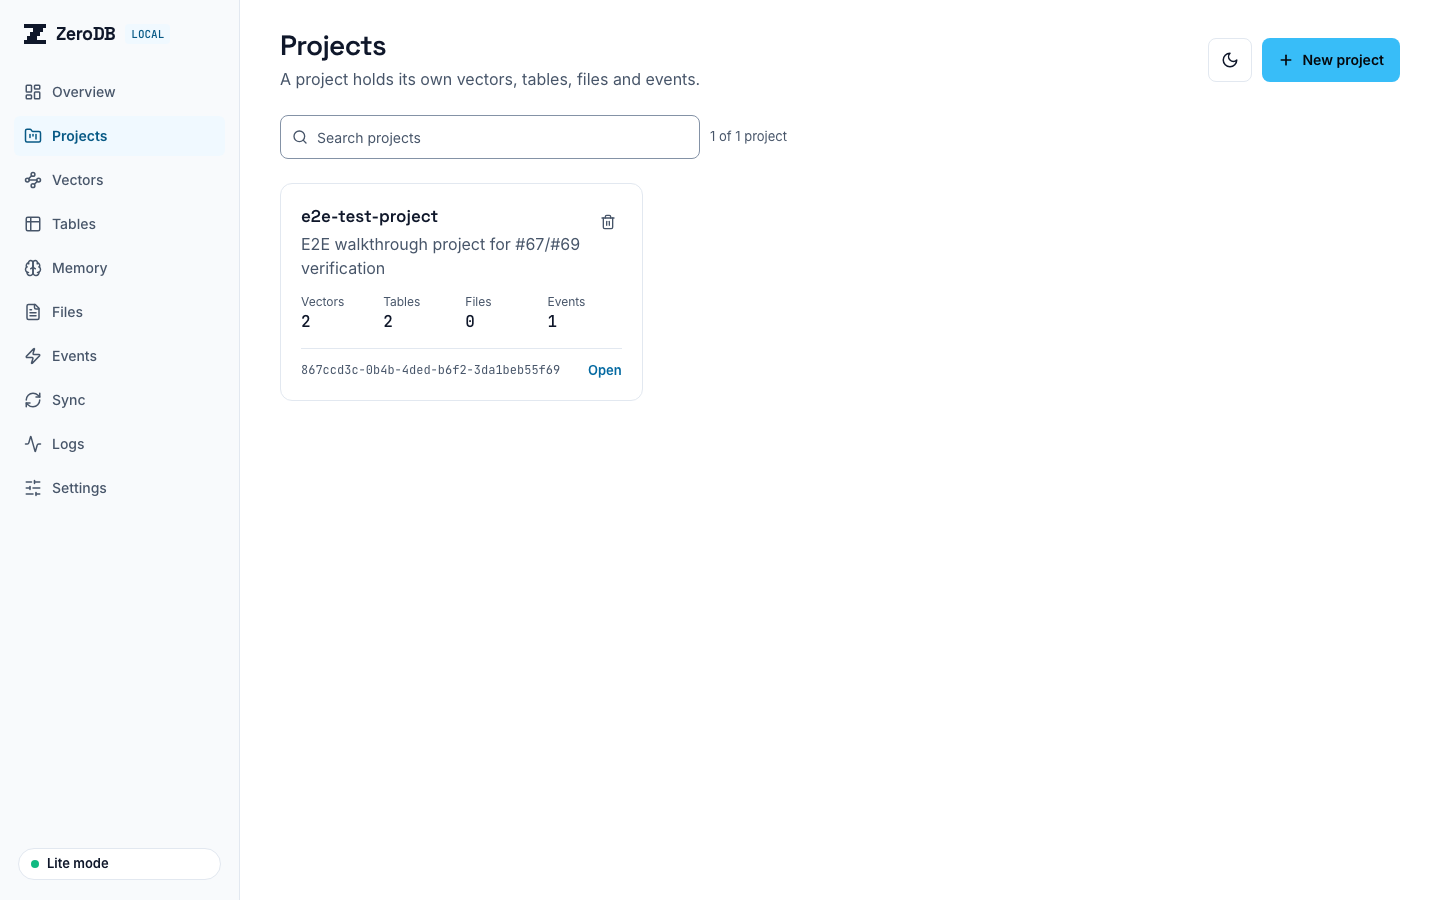 ZeroDB LOCAL
Overview
Projects
Vectors
Tables
Memory
Files
Events
Sync
Logs
Settings
Lite mode
Projects
A project holds its own vectors, tables, files and events.
New project
Search projects
1 of 1 project
e2e-test-project
E2E walkthrough project for #67/#69
verification
Vectors Tables Files Events
2 2 0 1
867ccd3c-0b4b-4ded-b6f2-3da1beb55f69 Open